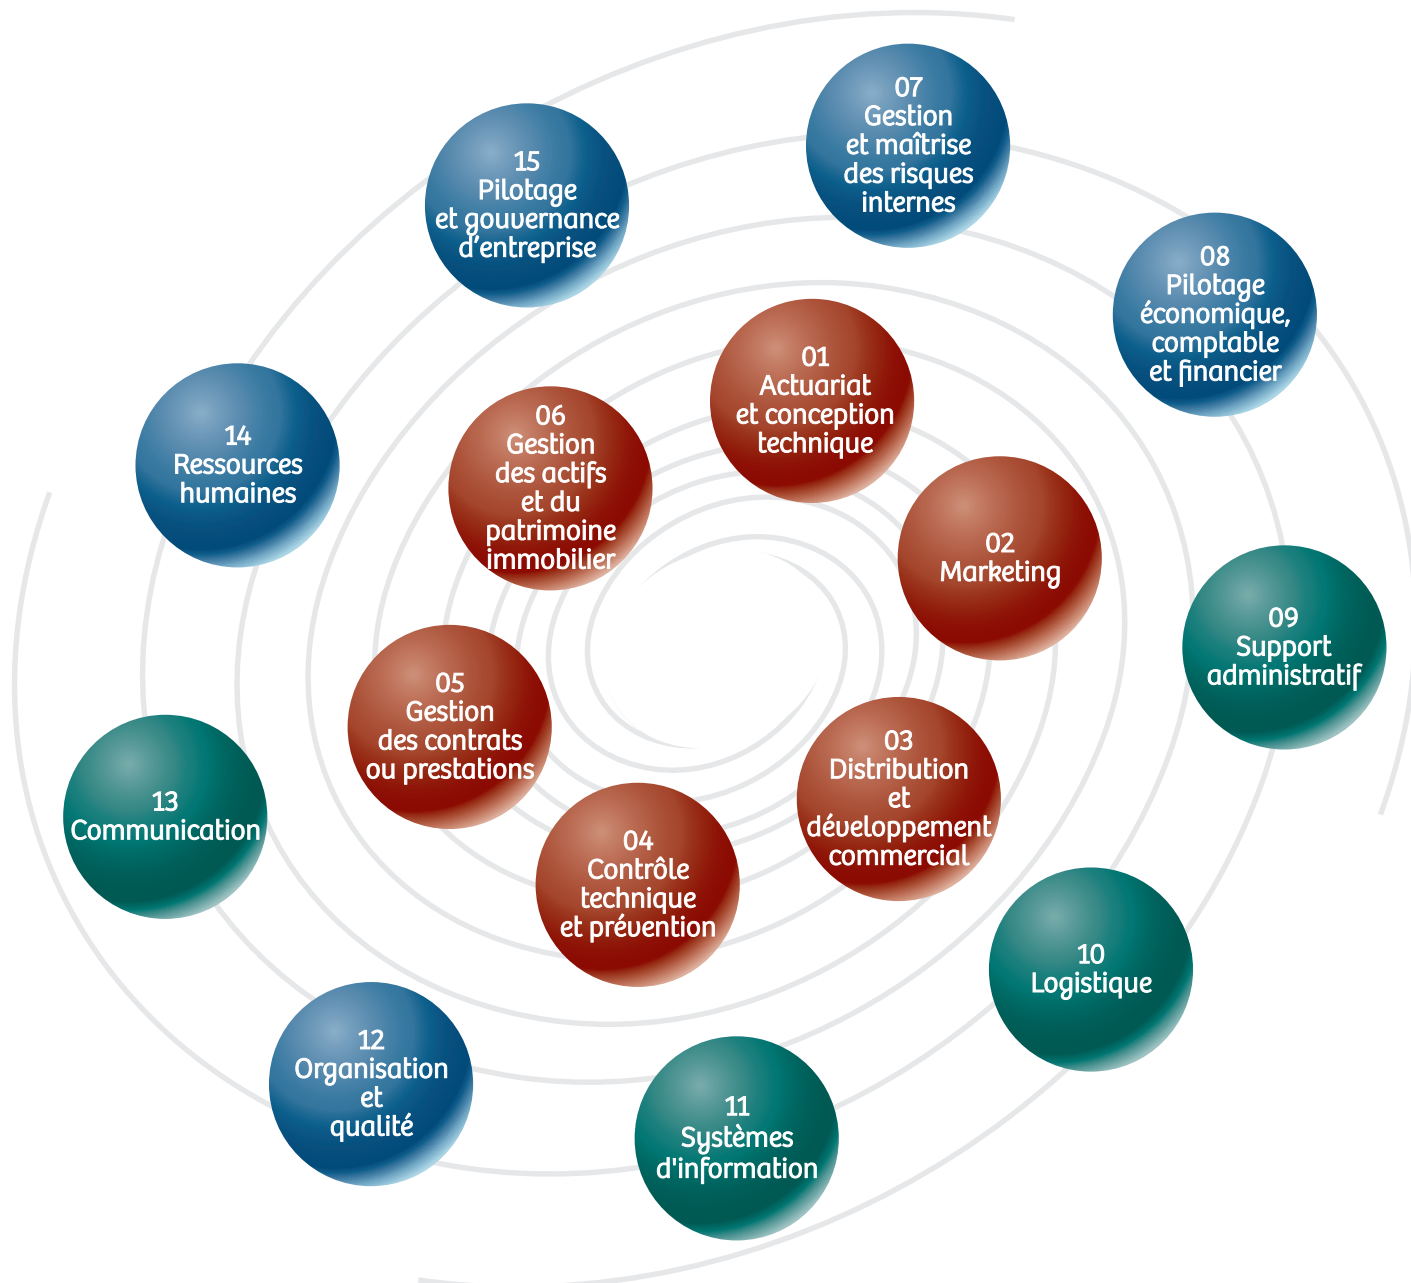 01
Actuariat
et conception
technique
02
Marketing
03
Distribution
et
développement
commercial
04
Contrôle
technique
et prévention
05
Gestion
des contrats
ou prestations
06
Gestion
des actifs
et du
patrimoine
immobilier
07
Gestion
et maîtrise
des risques
internes
08
Pilotage
économique,
comptable
et financier
09
Support
administratif
10
Logistique
11
Systèmes
d'information
12
Organisation
et
qualité
13
Communication
14
Ressources
humaines
15
Pilotage
et gouvernance
d’entreprise